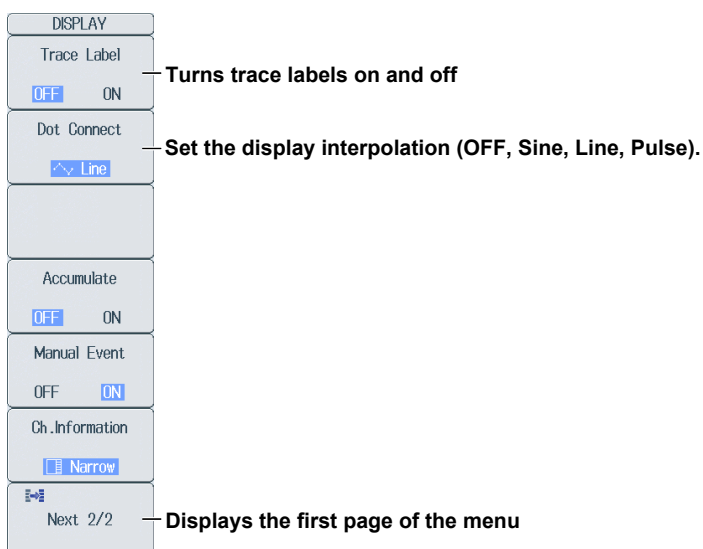 DISPLAY
Trace Label
OFF ON
Turns trace labels on and off
Dot Connect
Line
Set the display interpolation (OFF, Sine, Line, Pulse).
Accumulate
OFF ON
Manual Event
OFF ON
Ch.Information
Narrow
Next 2/2
Displays the first page of the menu